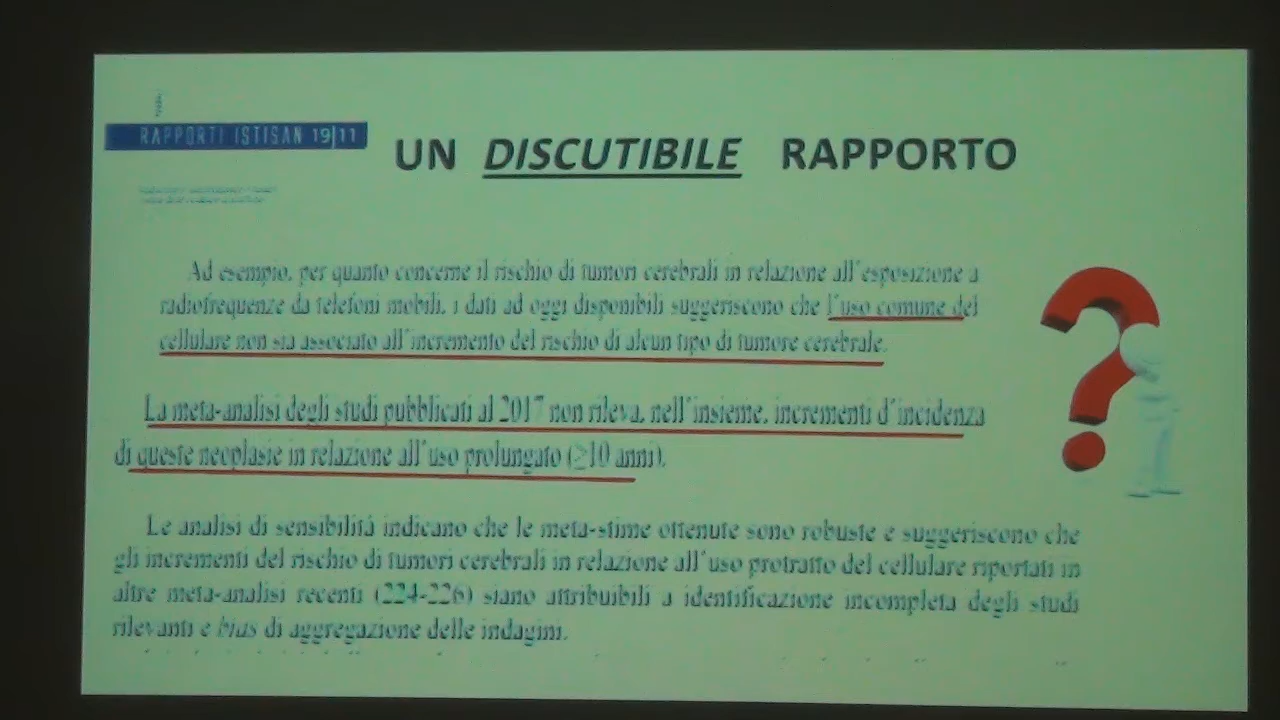 RAPPORTI ISTISAN 19|11
UN DISCUTIBILE RAPPORTO
Ad esempio, per quanto concerne il rischio di tumori cerebrali in relazione all'esposizione a
radiofrequenze da telefoni mobili, i dati ad oggi disponibili suggeriscono che l'uso comune del
cellulare non sia associato all'incremento del rischio di alcun tipo di tumore cerebrale.
La meta-analisi degli studi pubblicati al 2017 non rileva, nell'insieme, incrementi d'incidenza
di queste neoplasie in relazione all'uso prolungato (≥10 anni).
Le analisi di sensibilità indicano che le meta-stime ottenute sono robuste e suggeriscono che
gli incrementi del rischio di tumori cerebrali in relazione all'uso protratto del cellulare riportati in
altre meta-analisi recenti (224-226) siano attribuibili a identificazione incompleta degli studi
rilevanti e bias di aggregazione delle indagini.